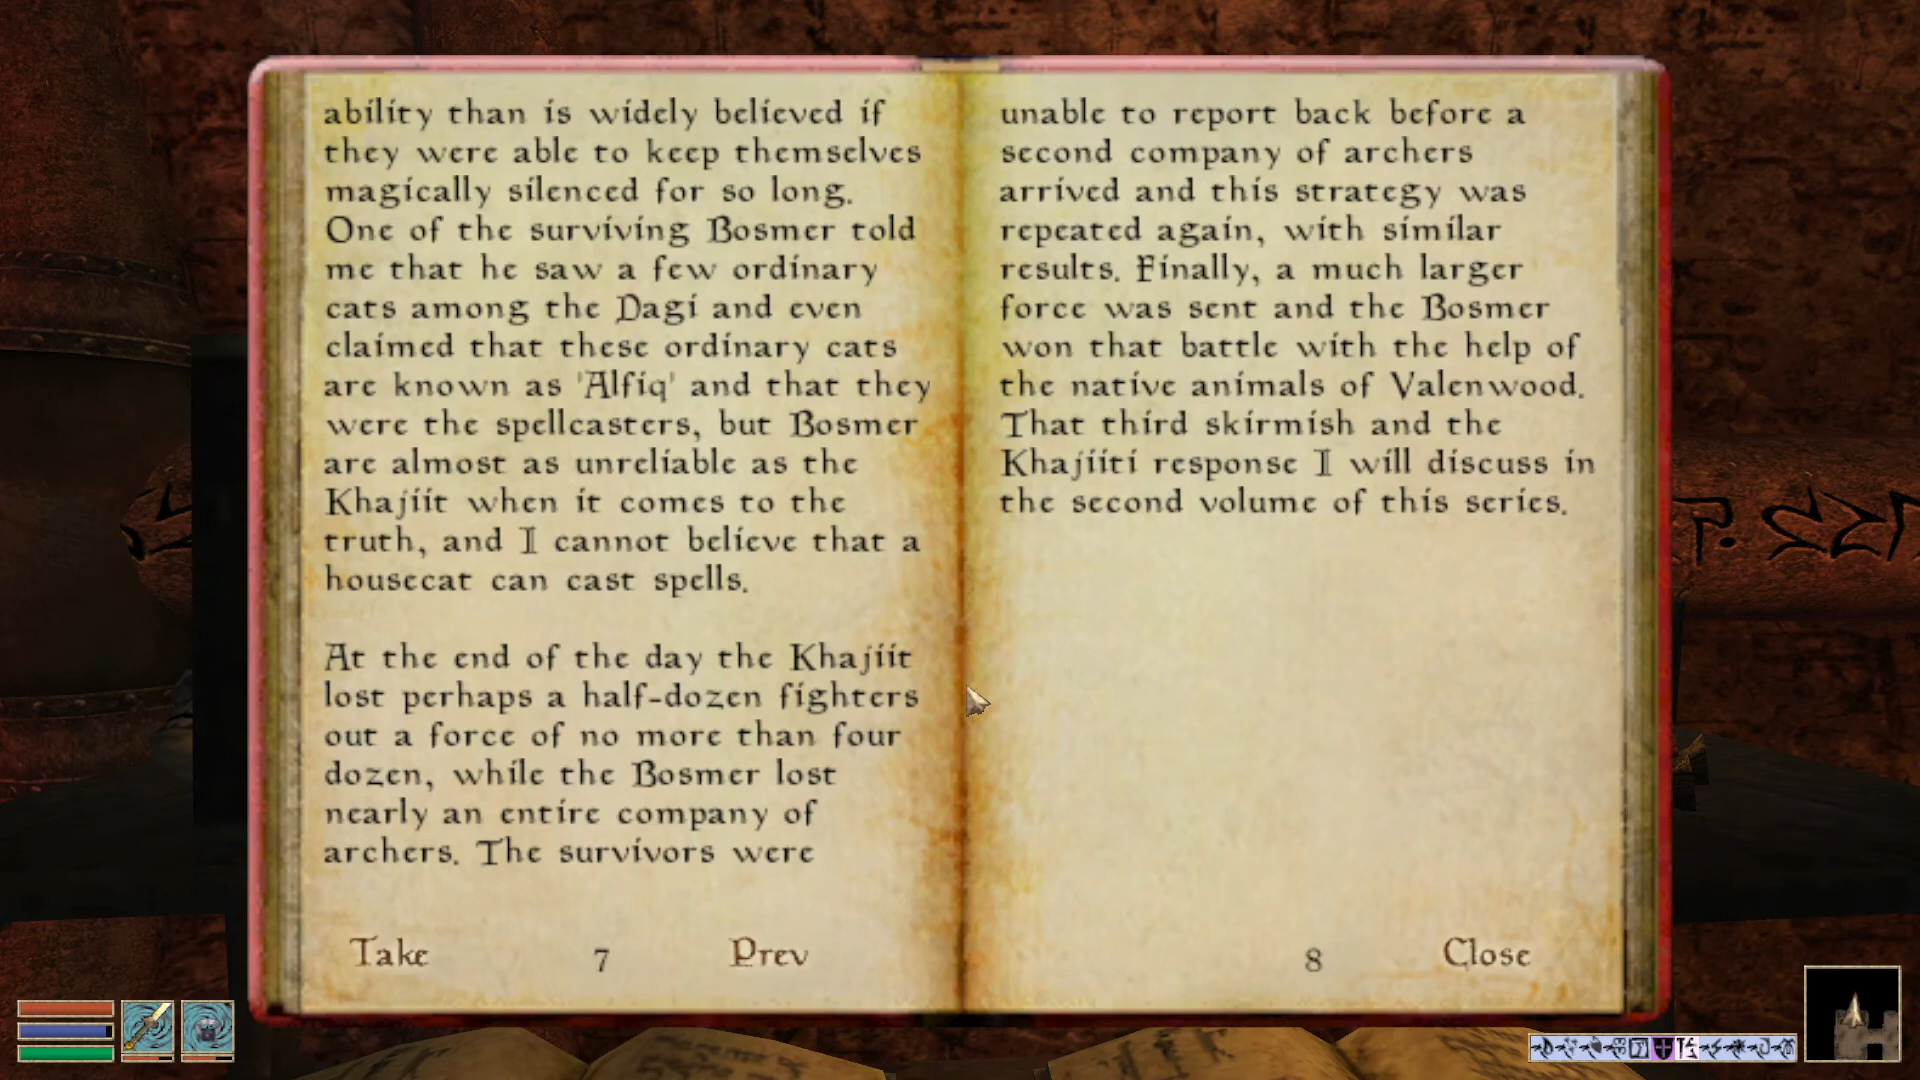 ability than is widely believed if
they were able to keep themselves
magically silenced for so long.
One of the surviving Bosmer told
me that he saw a few ordinary
cats among the Dagi and even
claimed that these ordinary cats
are known as 'Alfiq' and that they
were the spellcasters, but Bosmer
are almost as unreliable as the
Khajiit when it comes to the
truth, and I cannot believe that a
housecat can cast spells.
At the end of the day the Khajiit
lost perhaps a half-dozen fighters
out a force of no more than four
dozen, while the Bosmer lost
nearly an entire company of
archers. The survivors were
Take 7 Prev
unable to report back before a
second company of archers
arrived and this strategy was
repeated again, with similar
results. Finally, a much larger
force was sent and the Bosmer
won that battle with the help of
the native animals of Valenwood.
That third skirmish and the
Khajiiti response I will discuss in
the second volume of this series.
8 Close